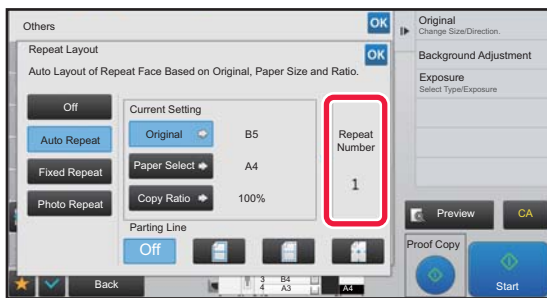 Others
OK
Repeat Layout
OK
Auto Layout of Repeat Face Based on Original, Paper Size and Ratio.
Off
Auto Repeat
Fixed Repeat
Photo Repeat
Current Setting
Original
B5
Paper Select
A4
Copy Ratio
100%
Repeat
Number
1
Parting Line
Off
Back
3 B4
4 A3
A4
Original
Change Size/Direction.
Background Adjustment
Exposure
Select Type/Exposure
Preview
CA
Proof Copy
Start